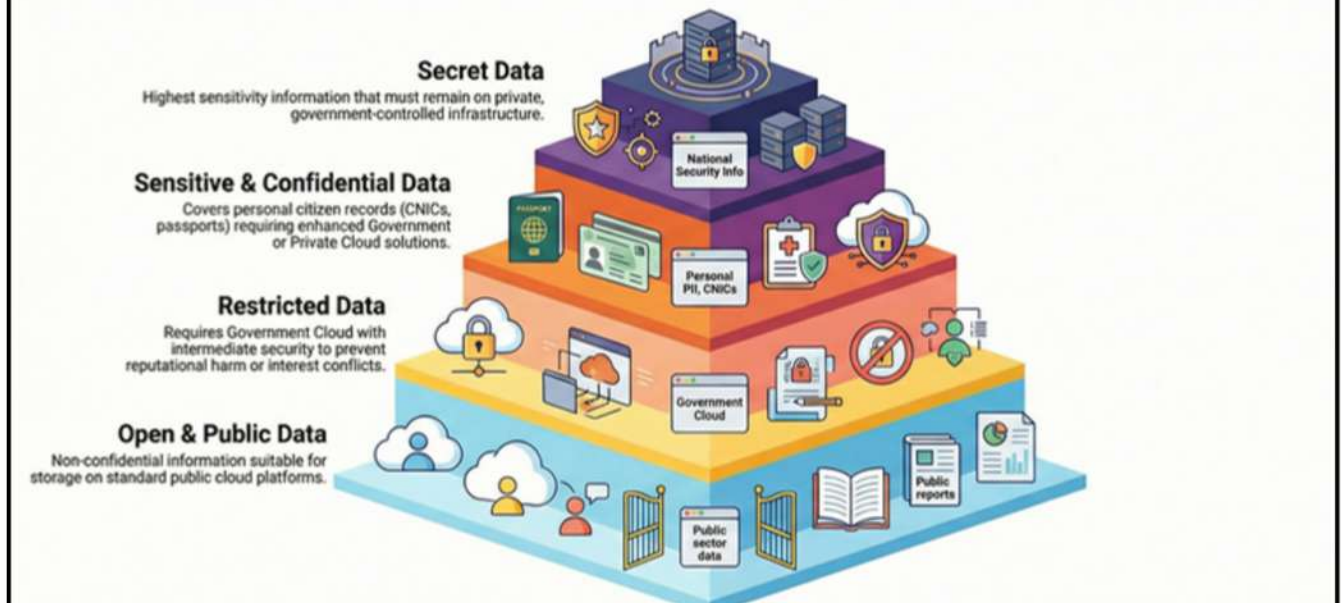 Secret Data
Highest sensitivity information that must remain on private,
government-controlled infrastructure.
National
Security Info
Sensitive & Confidential Data
Covers personal citizen records (CNICs,
passports) requiring enhanced Government
or Private Cloud solutions.
PASSPORT
Personal
PII, CNICs
Restricted Data
Requires Government Cloud with
intermediate security to prevent
reputational harm or interest conflicts.
Government
Cloud
Open & Public Data
Non-confidential information suitable for
storage on standard public cloud platforms.
Public
reports
Public
sector
data